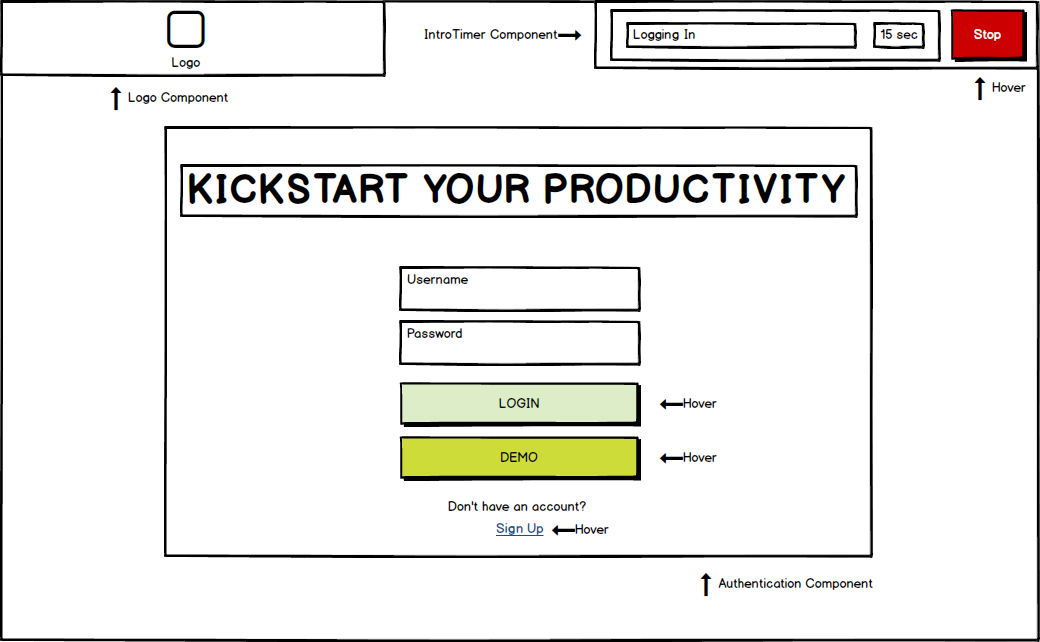 Logo
IntroTimer Component
Logging In
15 sec
Stop
Logo Component
Hover
KICKSTART YOUR PRODUCTIVITY
Username
Password
LOGIN
Hover
DEMO
Hover
Don't have an account?
Sign Up
Hover
Authentication Component